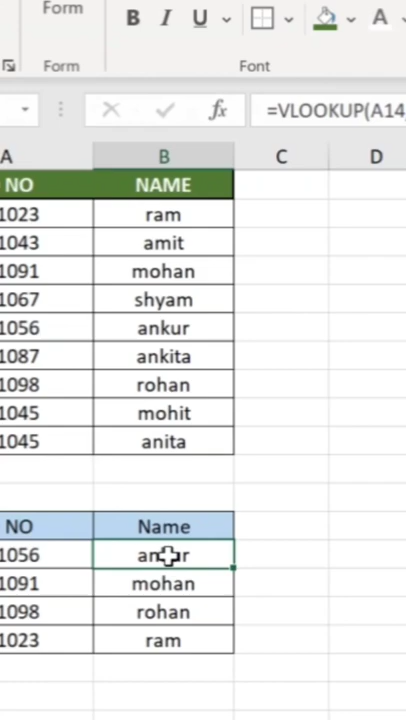 Form
B I U A
Form Font
fx =VLOOKUP(A14
A B C D
NO NAME
1023 ram
1043 amit
1091 mohan
1067 shyam
1056 ankur
1087 ankita
1098 rohan
1045 mohit
1045 anita
NO Name
1056
1091 mohan
1098 rohan
1023 ram